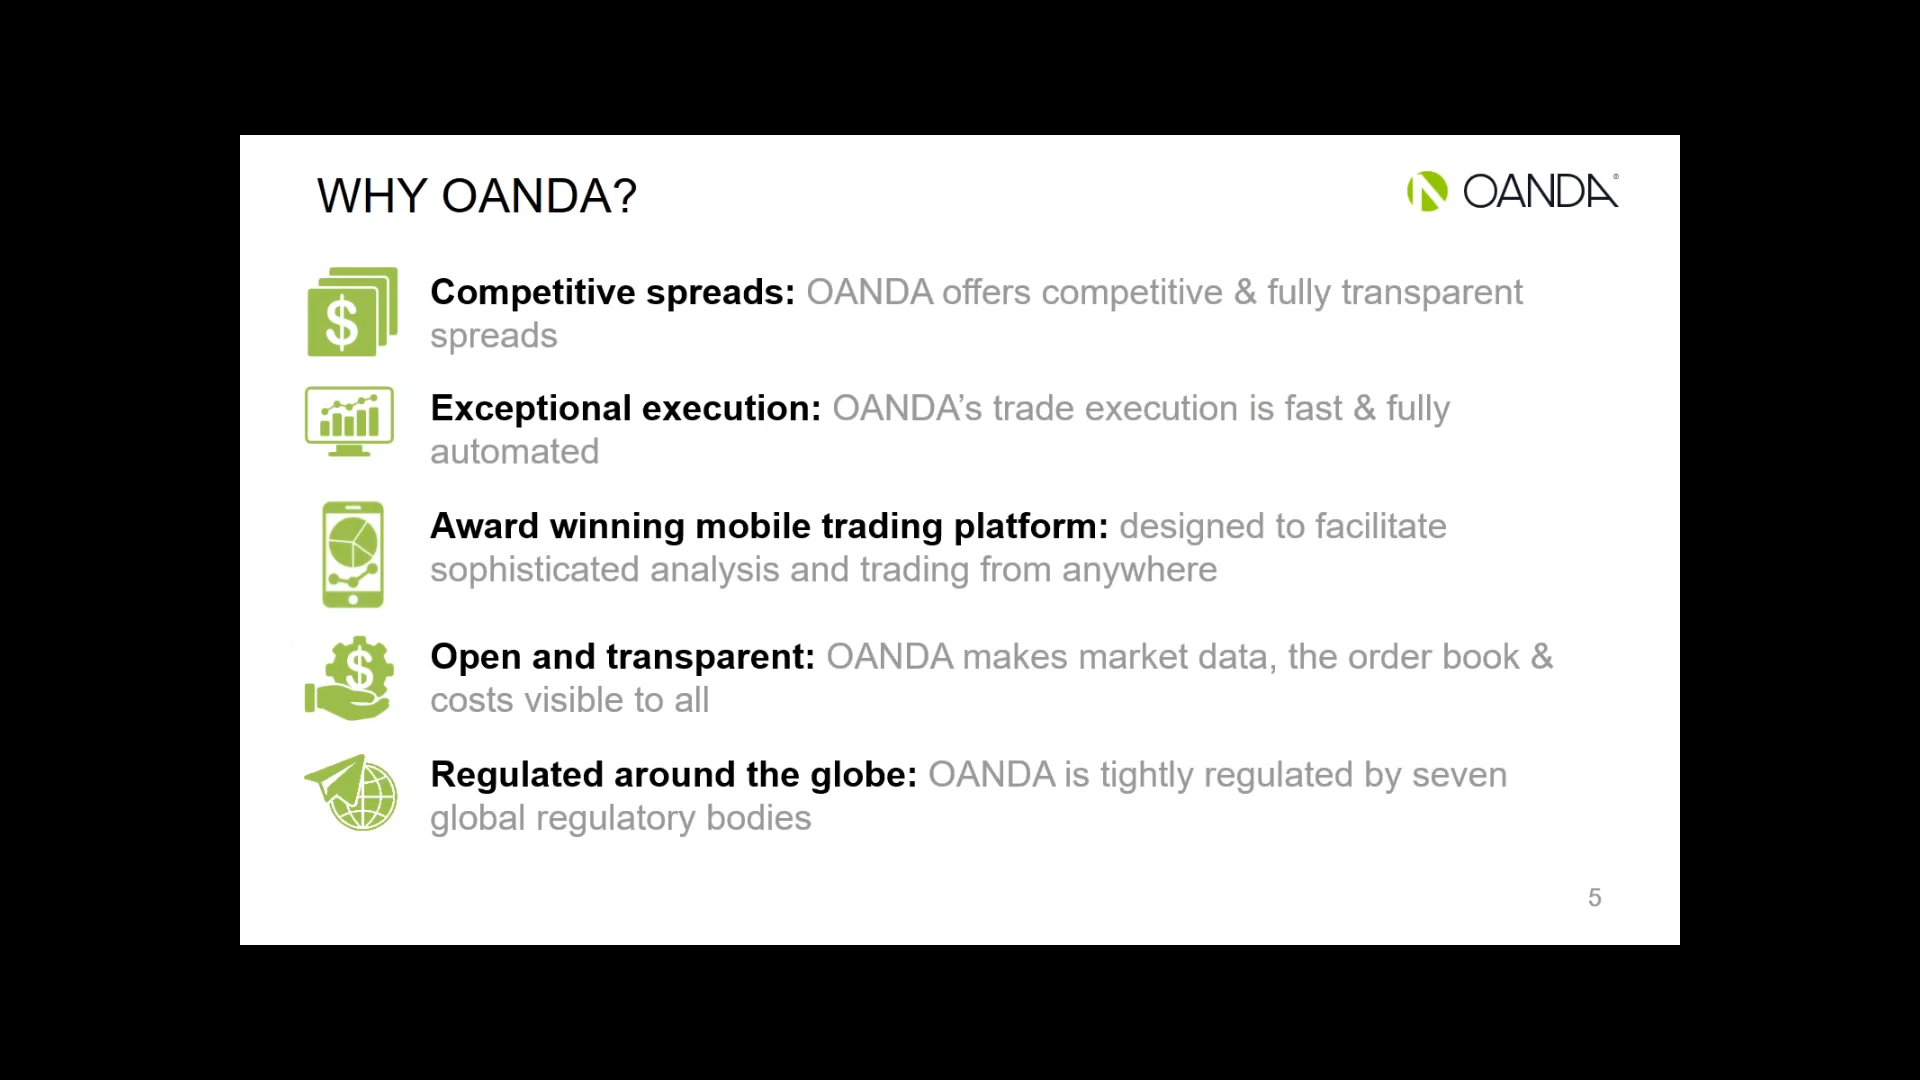 WHY OANDA?
OANDA®
$
Competitive spreads: OANDA offers competitive & fully transparent
spreads
Exceptional execution: OANDA’s trade execution is fast & fully
automated
Award winning mobile trading platform: designed to facilitate
sophisticated analysis and trading from anywhere
$
Open and transparent: OANDA makes market data, the order book &
costs visible to all
Regulated around the globe: OANDA is tightly regulated by seven
global regulatory bodies
5